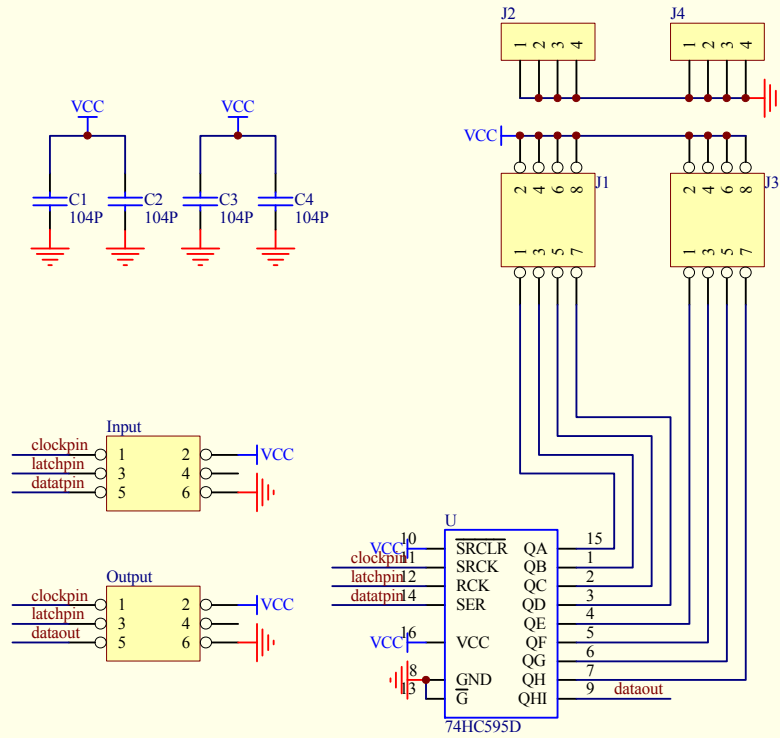 J2 J4
1 2 3 4 1 2 3 4
VCC VCC VCC
2 4 6 8 J1 2 4 6 8 J3
C1 C2 C3 C4
104P 104P 104P 104P
1 3 5 7 1 3 5 7
Input
clockpin 1 2 VCC
latchpin 3 4
datatpin 5 6
U
VCC 10 SRCLR QA 15
clockpin 11 SRCK QB 1
Output
latchpin 12 RCK QC 2
clockpin 1 2 VCC
datatpin 14 SER QD 3
latchpin 3 4
QE 4
dataout 5 6
VCC 16 VCC QF 5
QG 6
8 GND QH 7
13 G QHI 9 dataout
74HC595D